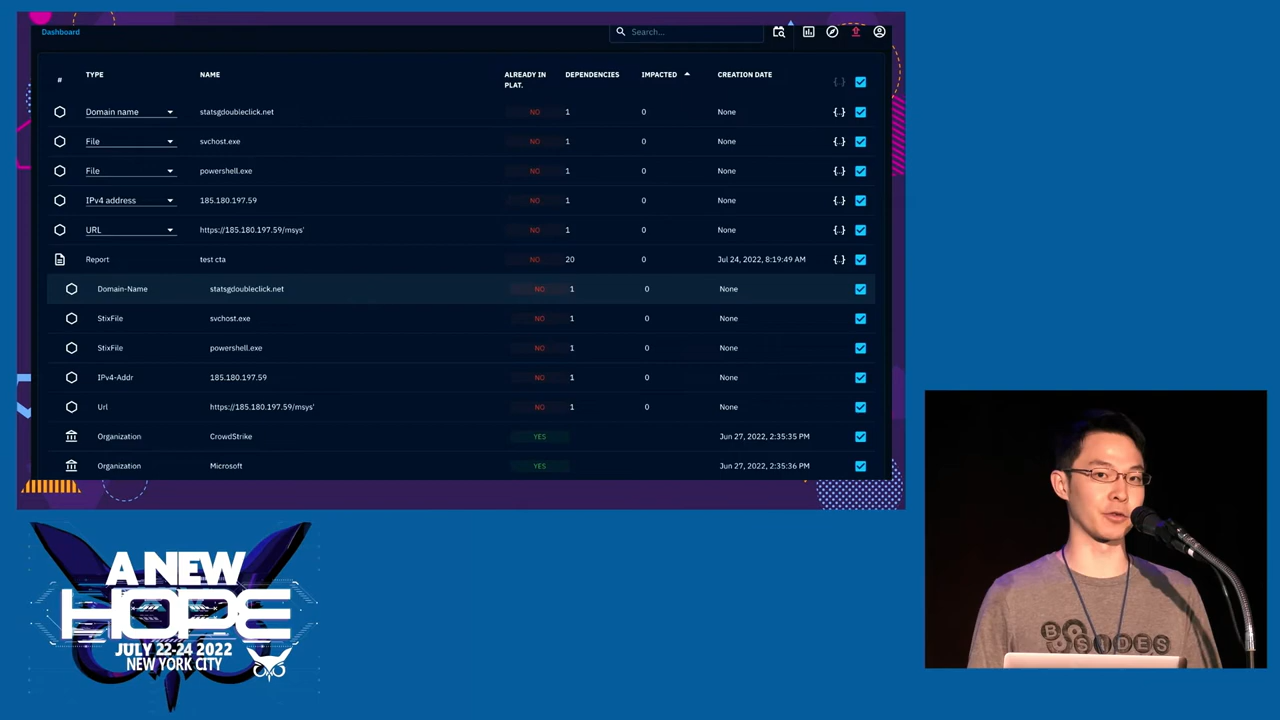 Dashboard
Search...
# TYPE NAME ALREADY IN PLAT. DEPENDENCIES IMPACTED CREATION DATE {..}
Domain name statsgdoubleclick.net NO 1 0 None {..}
File svchost.exe NO 1 0 None {..}
File powershell.exe NO 1 0 None {..}
IPv4 address 185.180.197.59 NO 1 0 None {..}
URL https://185.180.197.59/msys' NO 1 0 None {..}
Report test cta NO 20 0 Jul 24, 2022, 8:19:49 AM {..}
Domain-Name statsgdoubleclick.net NO 1 0 None
StixFile svchost.exe NO 1 0 None
StixFile powershell.exe NO 1 0 None
IPv4-Addr 185.180.197.59 NO 1 0 None
Url https://185.180.197.59/msys' NO 1 0 None
Organization CrowdStrike YES Jun 27, 2022, 2:35:35 PM
Organization Microsoft YES Jun 27, 2022, 2:35:36 PM
A NEW
HOPE
JULY 22-24 2022
NEW YORK CITY
BSIDES